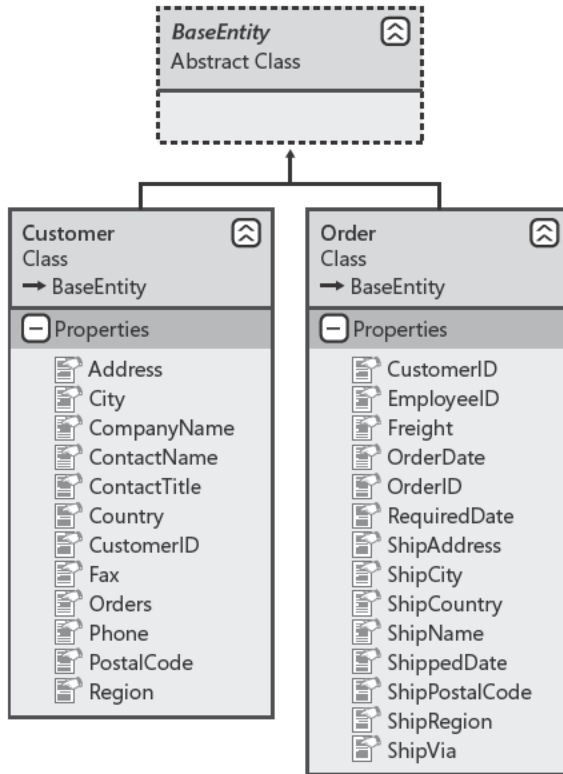 BaseEntity
Abstract Class
Customer
Class
BaseEntity
Properties
Address
City
CompanyName
ContactName
ContactTitle
Country
CustomerID
Fax
Orders
Phone
PostalCode
Region
Order
Class
BaseEntity
Properties
CustomerID
EmployeeID
Freight
OrderDate
OrderID
RequiredDate
ShipAddress
ShipCity
ShipCountry
ShipName
ShippedDate
ShipPostalCode
ShipRegion
ShipVia